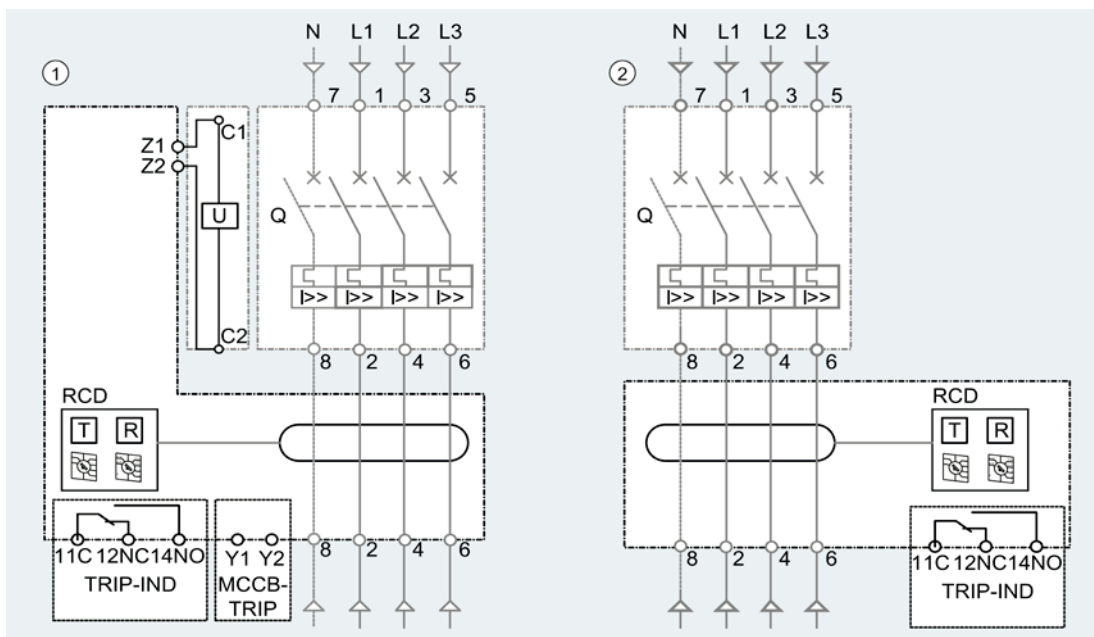 N L1 L2 L3
1
7 1 3 5
C1
Z1
Z2
U
Q
I>> I>> I>> I>>
C2
8 2 4 6
RCD
T R
11C 12NC 14NO
TRIP-IND
Y1 Y2
MCCB-
TRIP
8 2 4 6
N L1 L2 L3
2
7 1 3 5
Q
I>> I>> I>> I>>
8 2 4 6
RCD
T R
8 2 4 6
11C 12NC 14NO
TRIP-IND